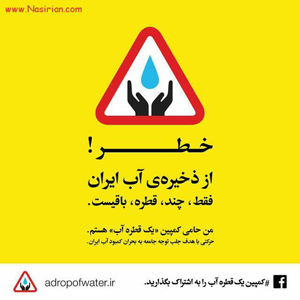 www.Nasirian.com
خطر!
از ذخیره‌ی آب ایران
فقط، چند، قطره، باقیست.
من حامی کمپین «یک قطره آب» هستم.
حرکتی با هدف جلب توجه جامعه به بحران کمبود آب ایران.
#کمپین یک قطره آب را به اشتراک بگذارید.
adropofwater.ir